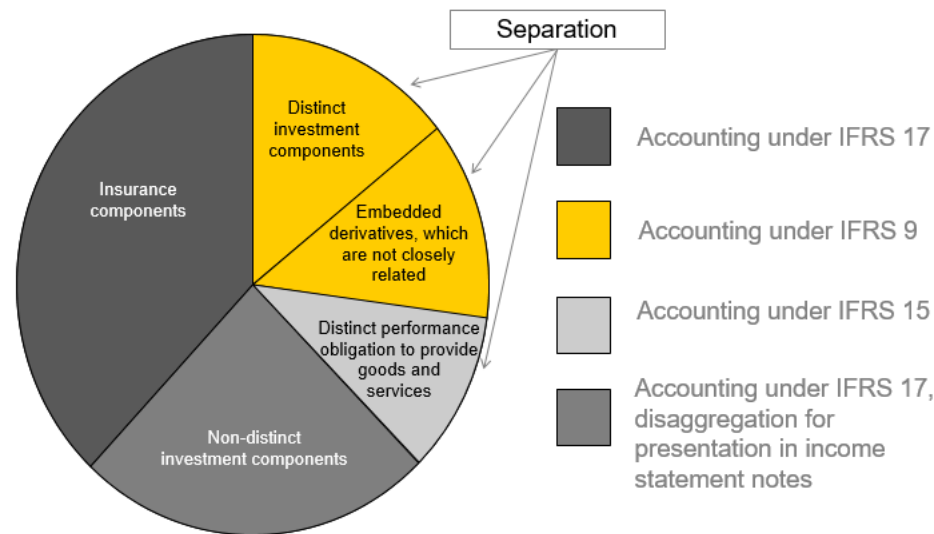 Separation
Distinct
investment
components
Insurance
components
Embedded
derivatives, which
are not closely
related
Distinct performance
obligation to provide
goods and
services
Non-distinct
investment components
Accounting under IFRS 17
Accounting under IFRS 9
Accounting under IFRS 15
Accounting under IFRS 17,
disaggregation for
presentation in income
statement notes